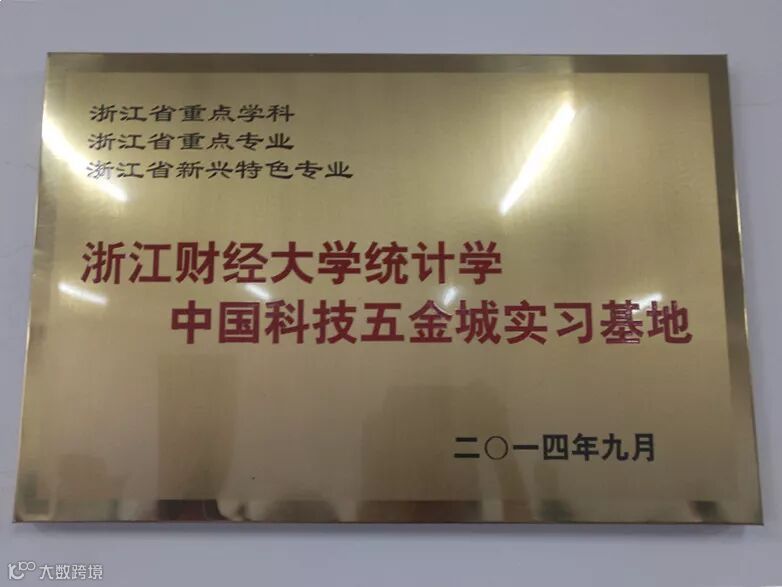 浙江省重点学科
浙江省重点专业
浙江省新兴特色专业
浙江财经大学统计学
中国科技五金城实习基地
二〇一四年九月
大数跨境